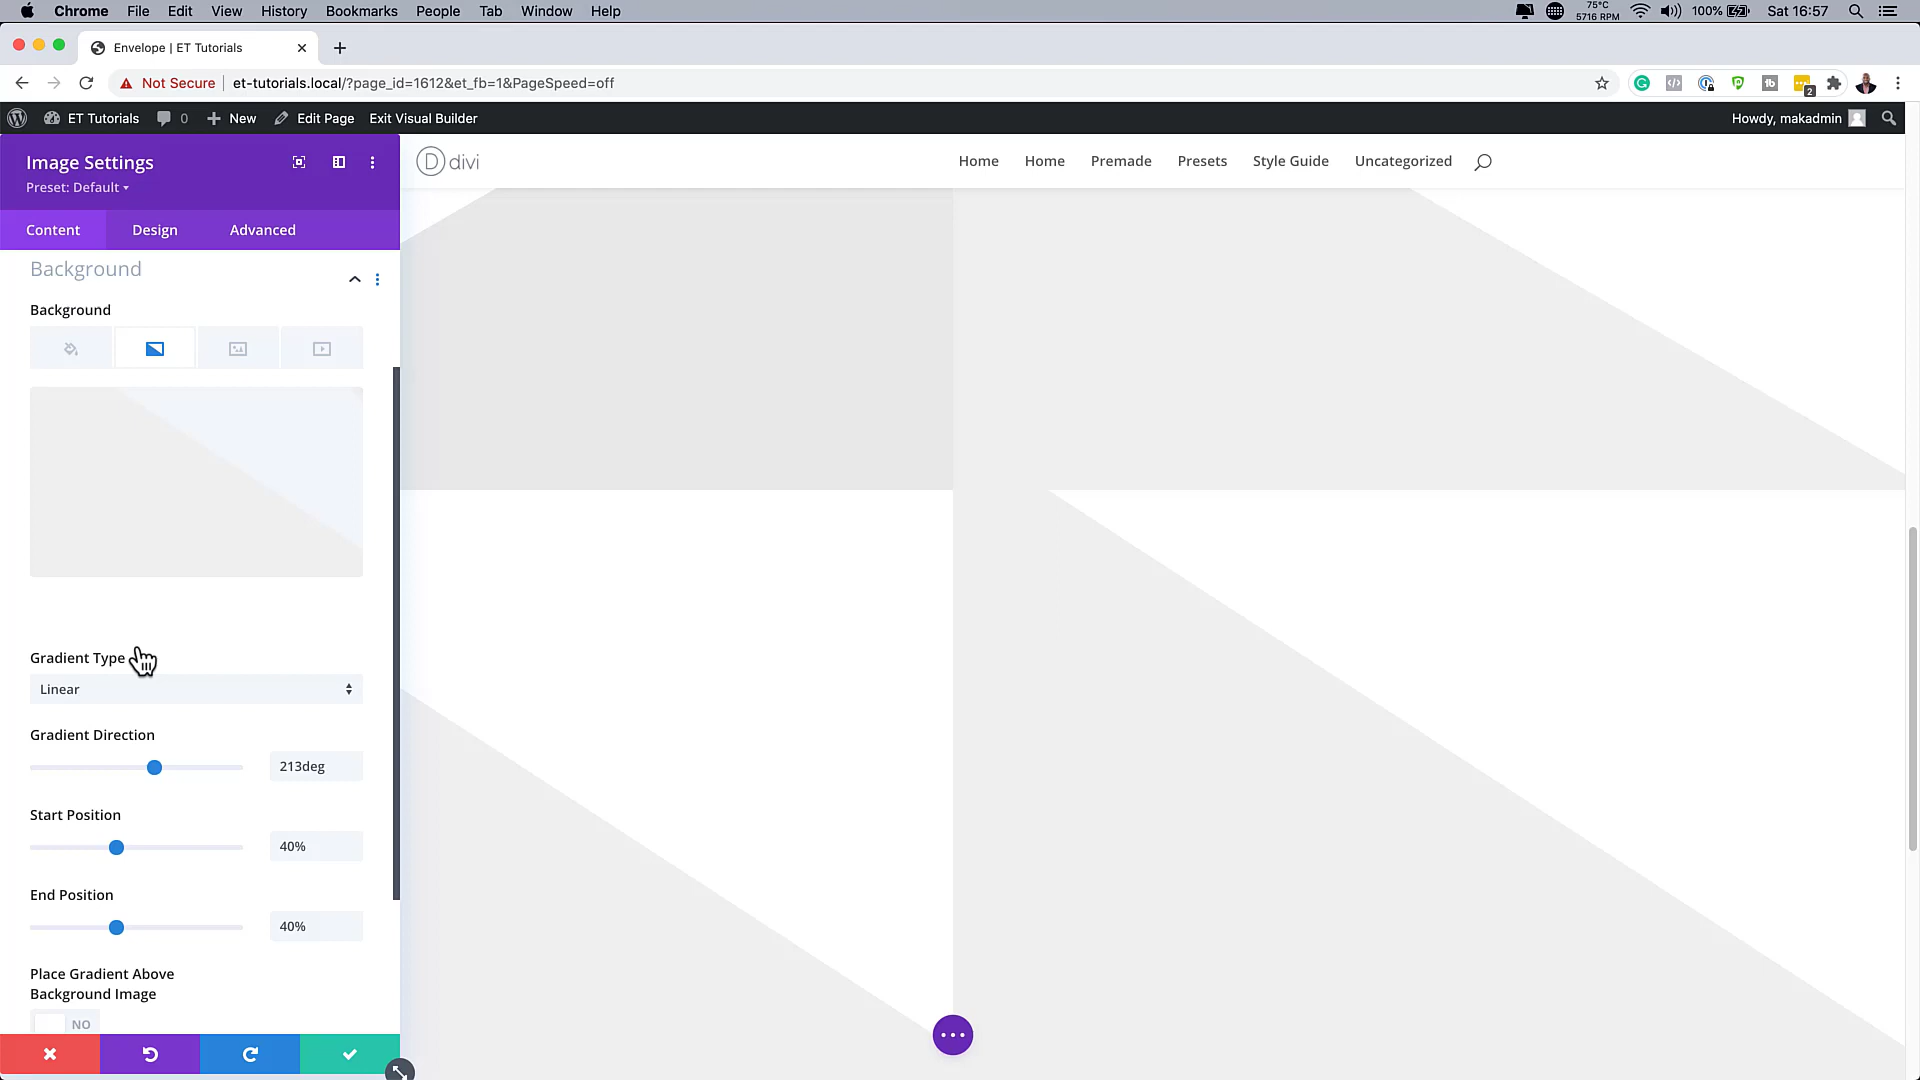 Chrome File Edit View History Bookmarks People Tab Window Help 75°C 5716 RPM 100% Sat 16:57
Envelope | ET Tutorials
Not Secure et-tutorials.local/?page_id=1612&et_fb=1&PageSpeed=off 2
ET Tutorials 0 New Edit Page Exit Visual Builder Howdy, makadmin
Image Settings
Preset: Default
D divi Home Home Premade Presets Style Guide Uncategorized
Content Design Advanced
Background
Background
Gradient Type
Linear
Gradient Direction
213deg
Start Position
40%
End Position
40%
Place Gradient Above
Background Image
NO